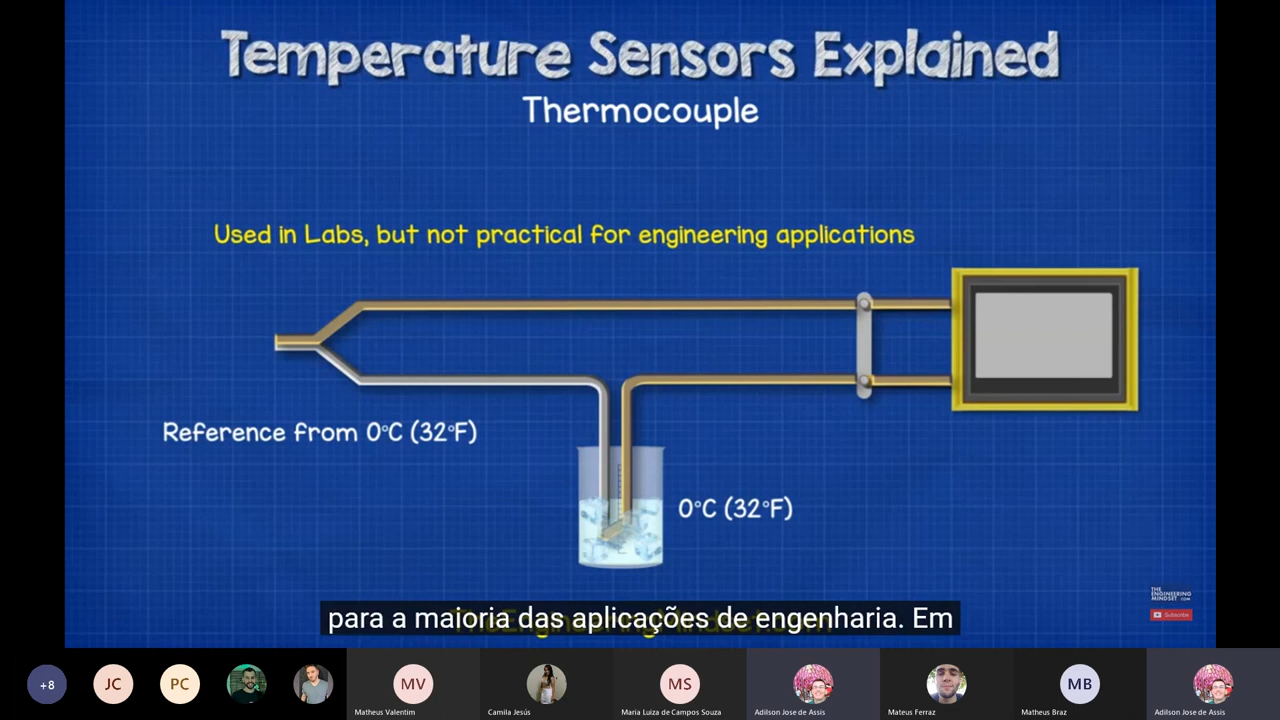 Temperature Sensors Explained
Thermocouple
Used in Labs, but not practical for engineering applications
Reference from 0°C (32°F)
0°C (32°F)
THE
ENGINEERING
MINDSET.COM
Subscribe
para a maioria das aplicações de engenharia. Em
+8
JC
PC
MV
MS
MB
Matheus Valentim
Camila Jesús
Maria Luiza de Campos Souza
Adilson Jose de Assis
Mateus Ferraz
Matheus Braz
Adilson Jose de Assis